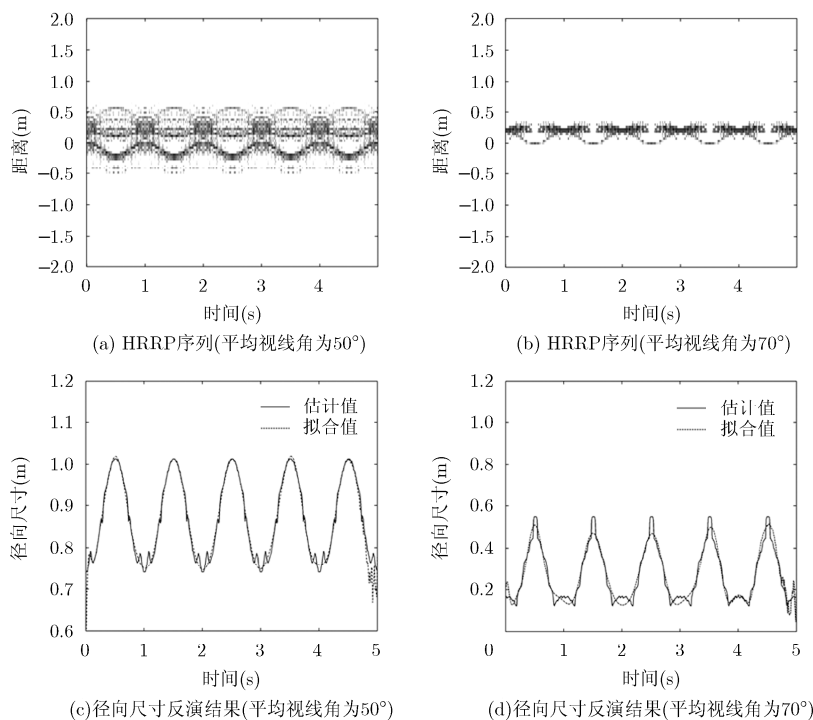 2.0
1.5
1.0
0.5
0
−0.5
−1.0
−1.5
−2.0
距离(m)
0 1 2 3 4 5
时间(s)
(a) HRRP序列(平均视线角为50°)
2.0
1.5
1.0
0.5
0
−0.5
−1.0
−1.5
−2.0
距离(m)
0 1 2 3 4 5
时间(s)
(b) HRRP序列(平均视线角为70°)
1.2
1.1
1.0
0.9
0.8
0.7
0.6
径向尺寸(m)
估计值
拟合值
0 1 2 3 4 5
时间(s)
(c)径向尺寸反演结果(平均视线角为50°)
1.2
1.0
0.8
0.6
0.4
0.2
0
径向尺寸(m)
估计值
拟合值
1 2 3 4 5
时间(s)
(d)径向尺寸反演结果(平均视线角为70°)